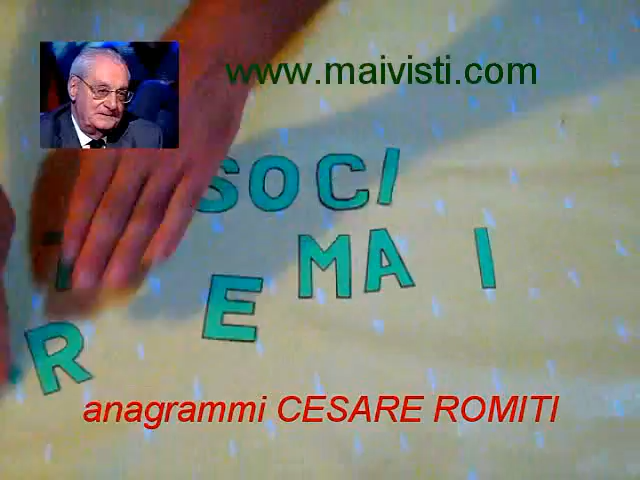 www.maivisti.com
SOCI
E MA I
R
anagrammi CESARE ROMITI